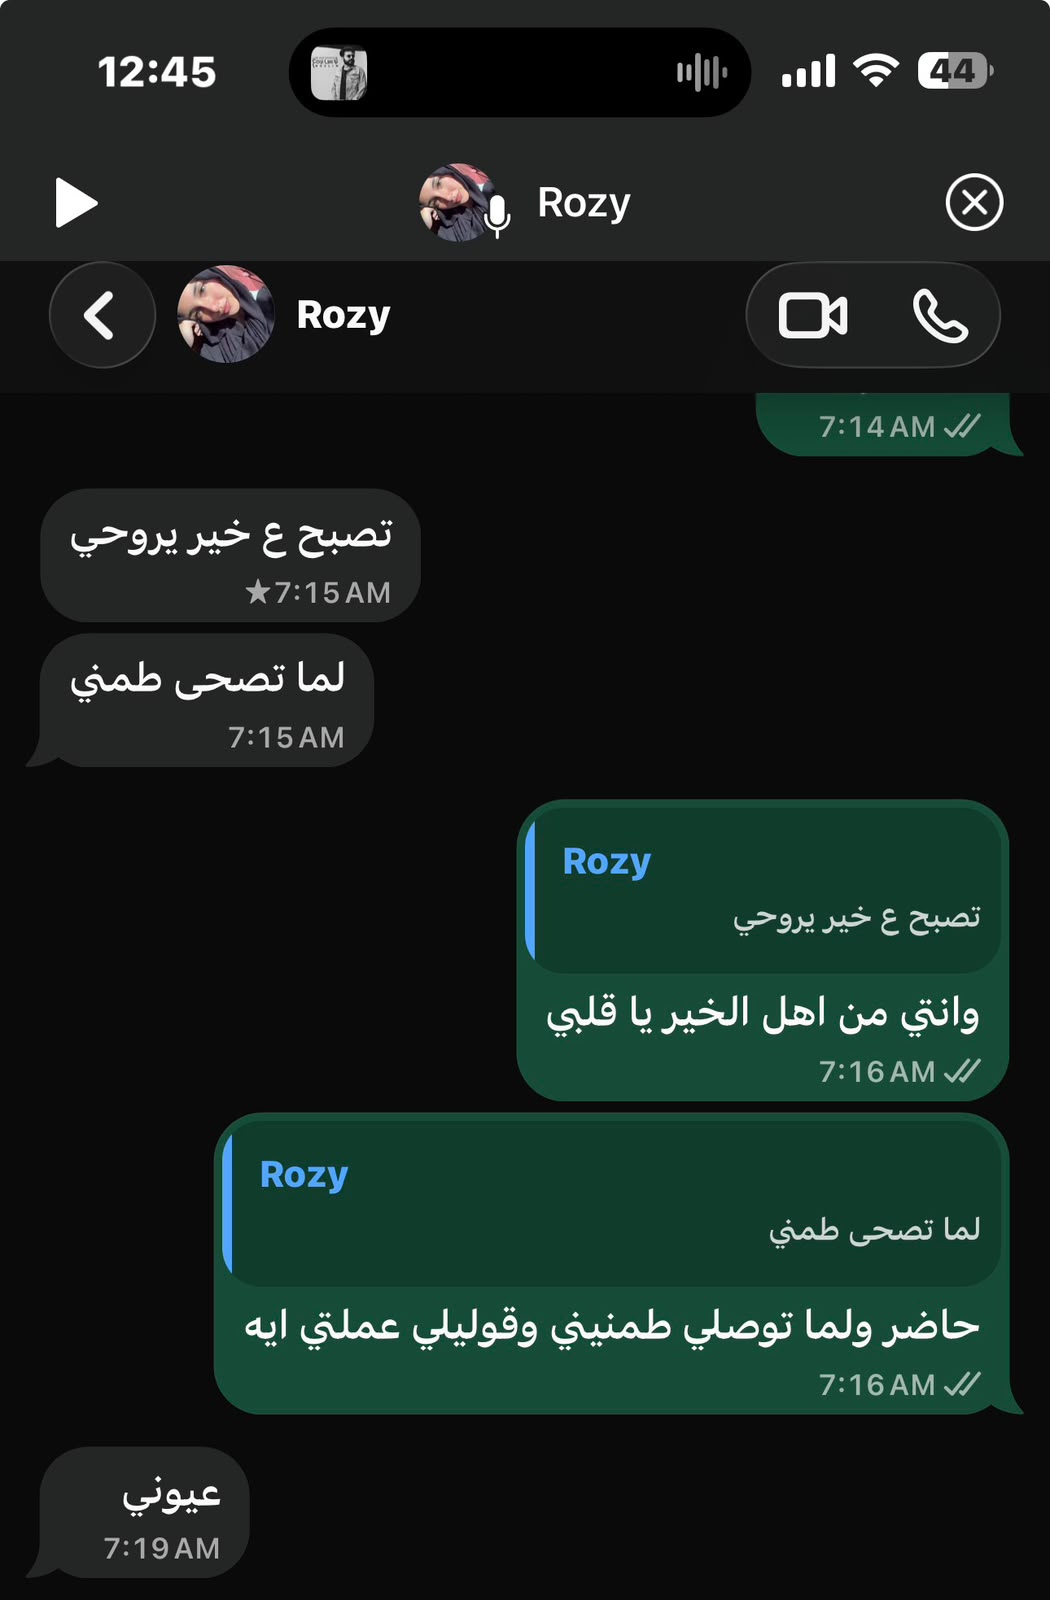 12:45
44
Rozy
Rozy
7:14 AM
تصبح ع خير يروحي
7:15 AM
لما تصحى طمني
7:15 AM
Rozy
تصبح ع خير يروحي
وانتي من اهل الخير يا قلبي
7:16 AM
Rozy
لما تصحى طمني
حاضر ولما توصلي طمنيني وقوليلي عملتي ايه
7:16 AM
عيوني
7:19 AM